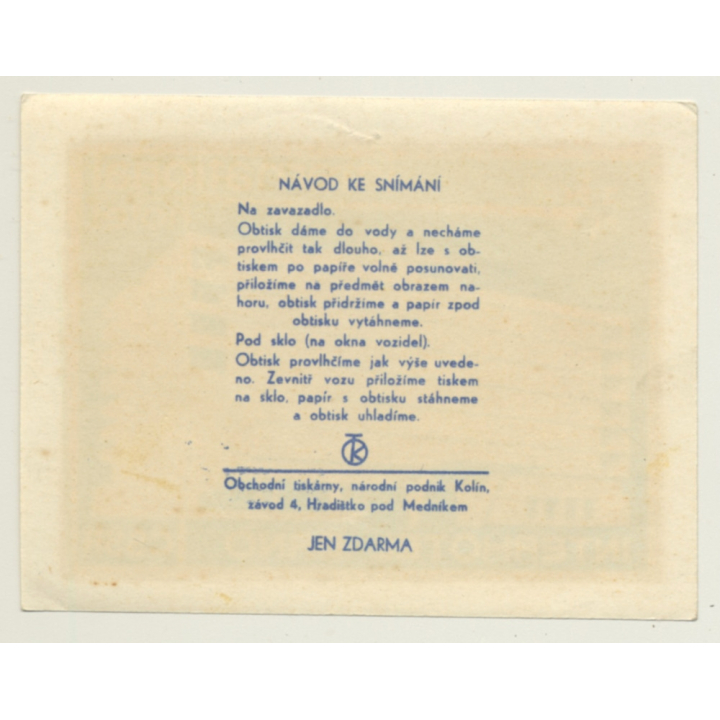 NÁVOD KE SNÍMÁNÍ
Na zavazadlo.
Obtisk dáme do vody a necháme
provlhčit tak dlouho, až lze s ob-
tiskem po papíře volně posunovati,
přiložíme na předmět obrazem na-
horu, obtisk přidržíme a papír zpod
obtisku vytáhneme.
Pod sklo (na okna vozidel).
Obtisk provlhčíme jak výše uvede-
no. Zevnitř vozu přiložíme tiskem
na sklo, papír s obtisku stáhneme
a obtisk uhladíme.
Obchodní tiskárny, národní podnik Kolín,
závod 4, Hradištko pod Medníkem
JEN ZDARMA